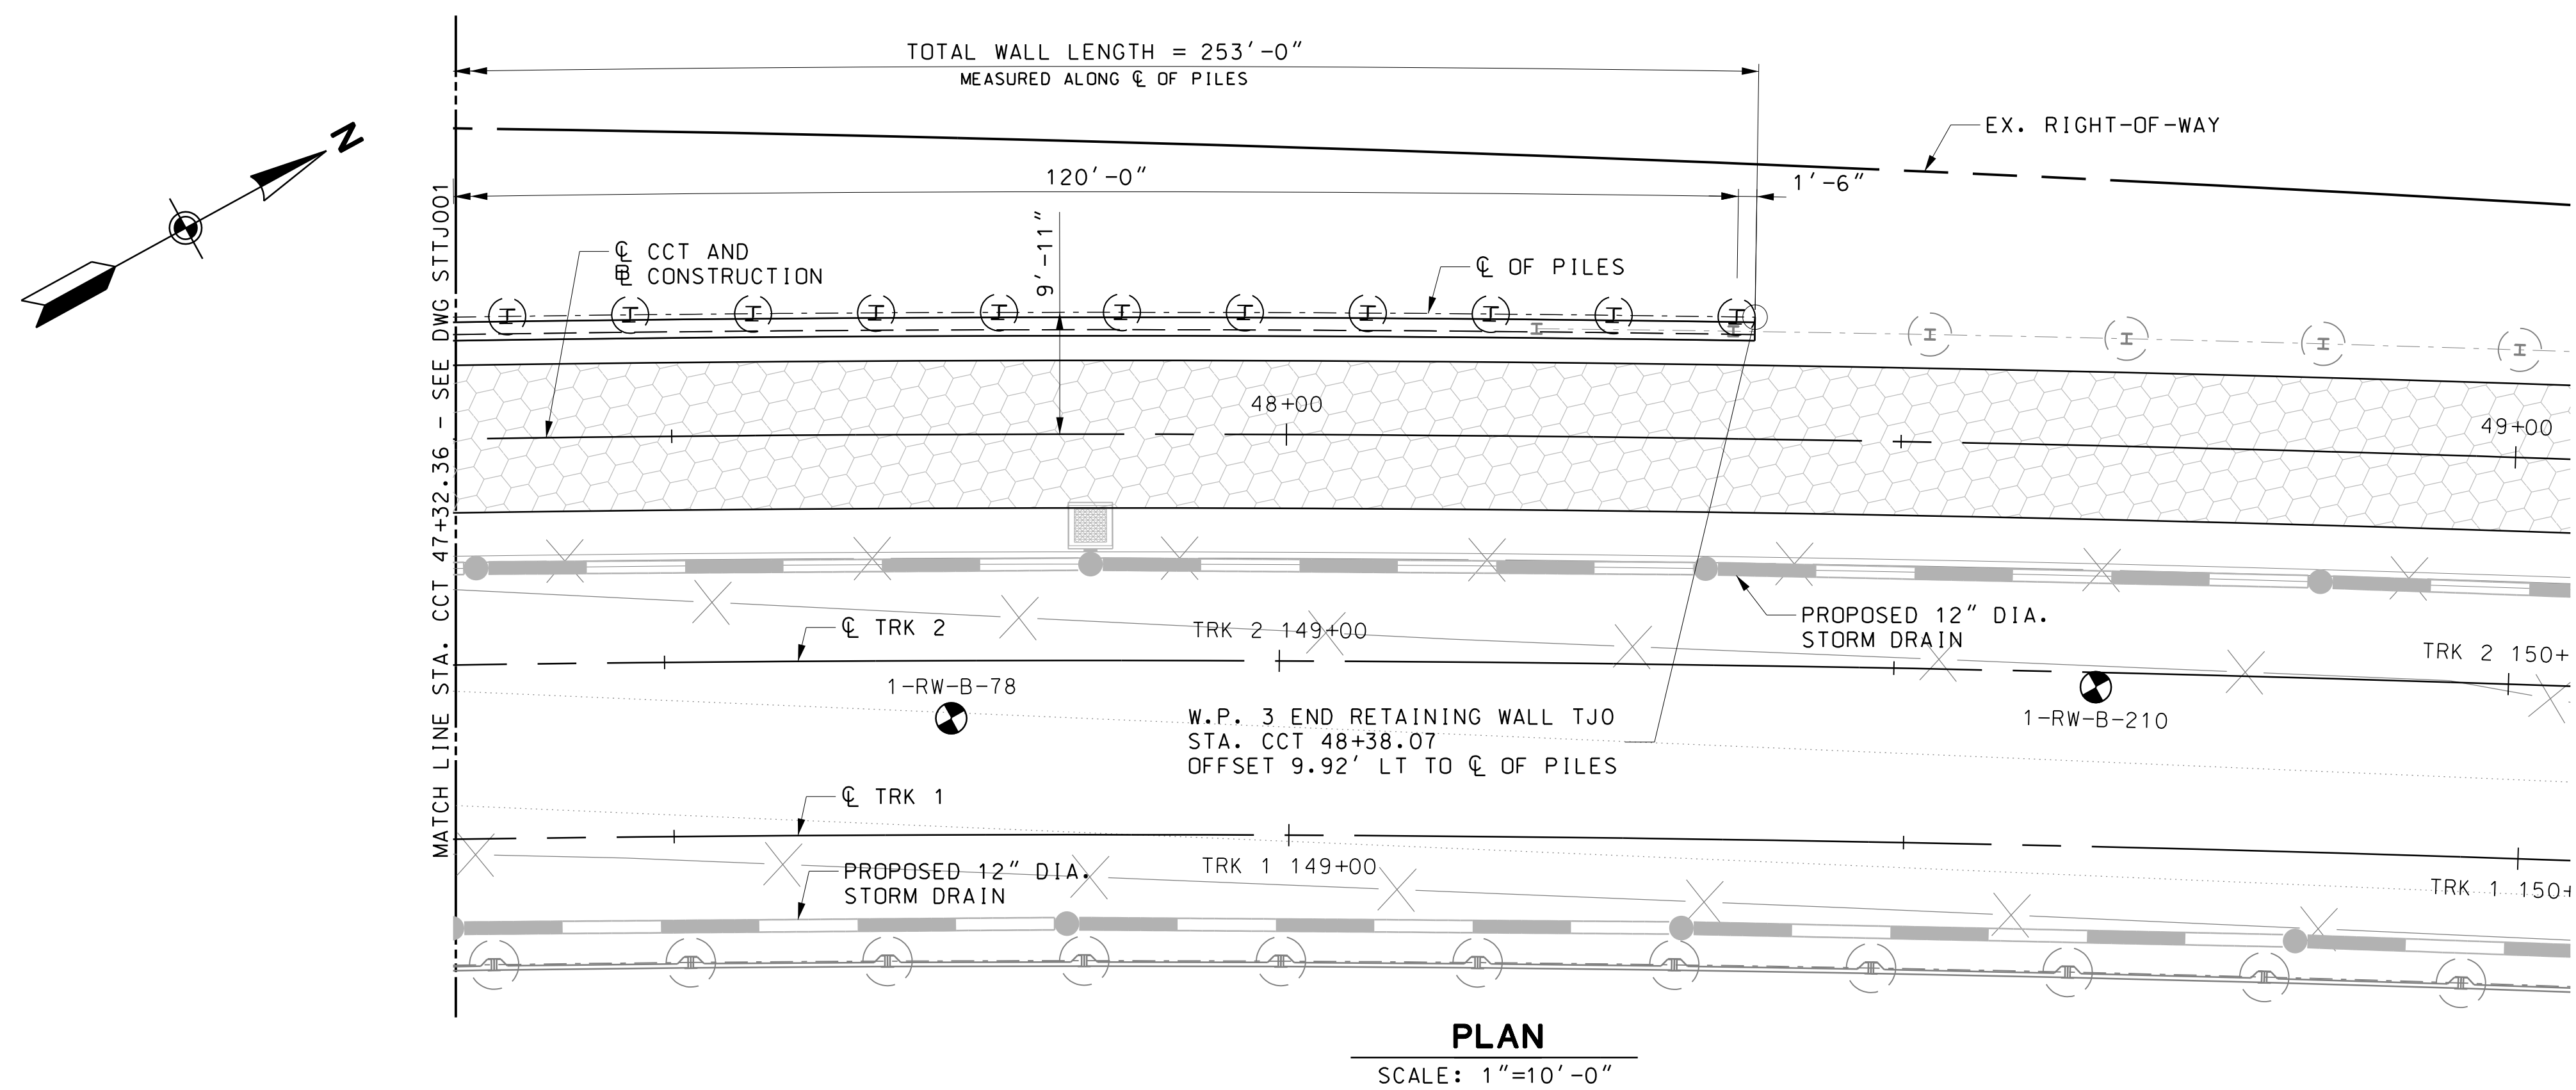 TOTAL WALL LENGTH = 253'-0"
MEASURED ALONG ℄ OF PILES
N
EX. RIGHT-OF-WAY
120'-0"
1'-6"
MATCH LINE STA. CCT 47+32.36 - SEE DWG STTJ001
℄ CCT AND
BL CONSTRUCTION
9'-11"
℄ OF PILES
48+00
49+00
PROPOSED 12" DIA.
STORM DRAIN
℄ TRK 2
TRK 2 149+00
TRK 2 150+
1-RW-B-78
1-RW-B-210
W.P. 3 END RETAINING WALL TJO
STA. CCT 48+38.07
OFFSET 9.92' LT TO ℄ OF PILES
℄ TRK 1
TRK 1 149+00
TRK 1 150+
PROPOSED 12" DIA.
STORM DRAIN
PLAN
SCALE: 1"=10'-0"